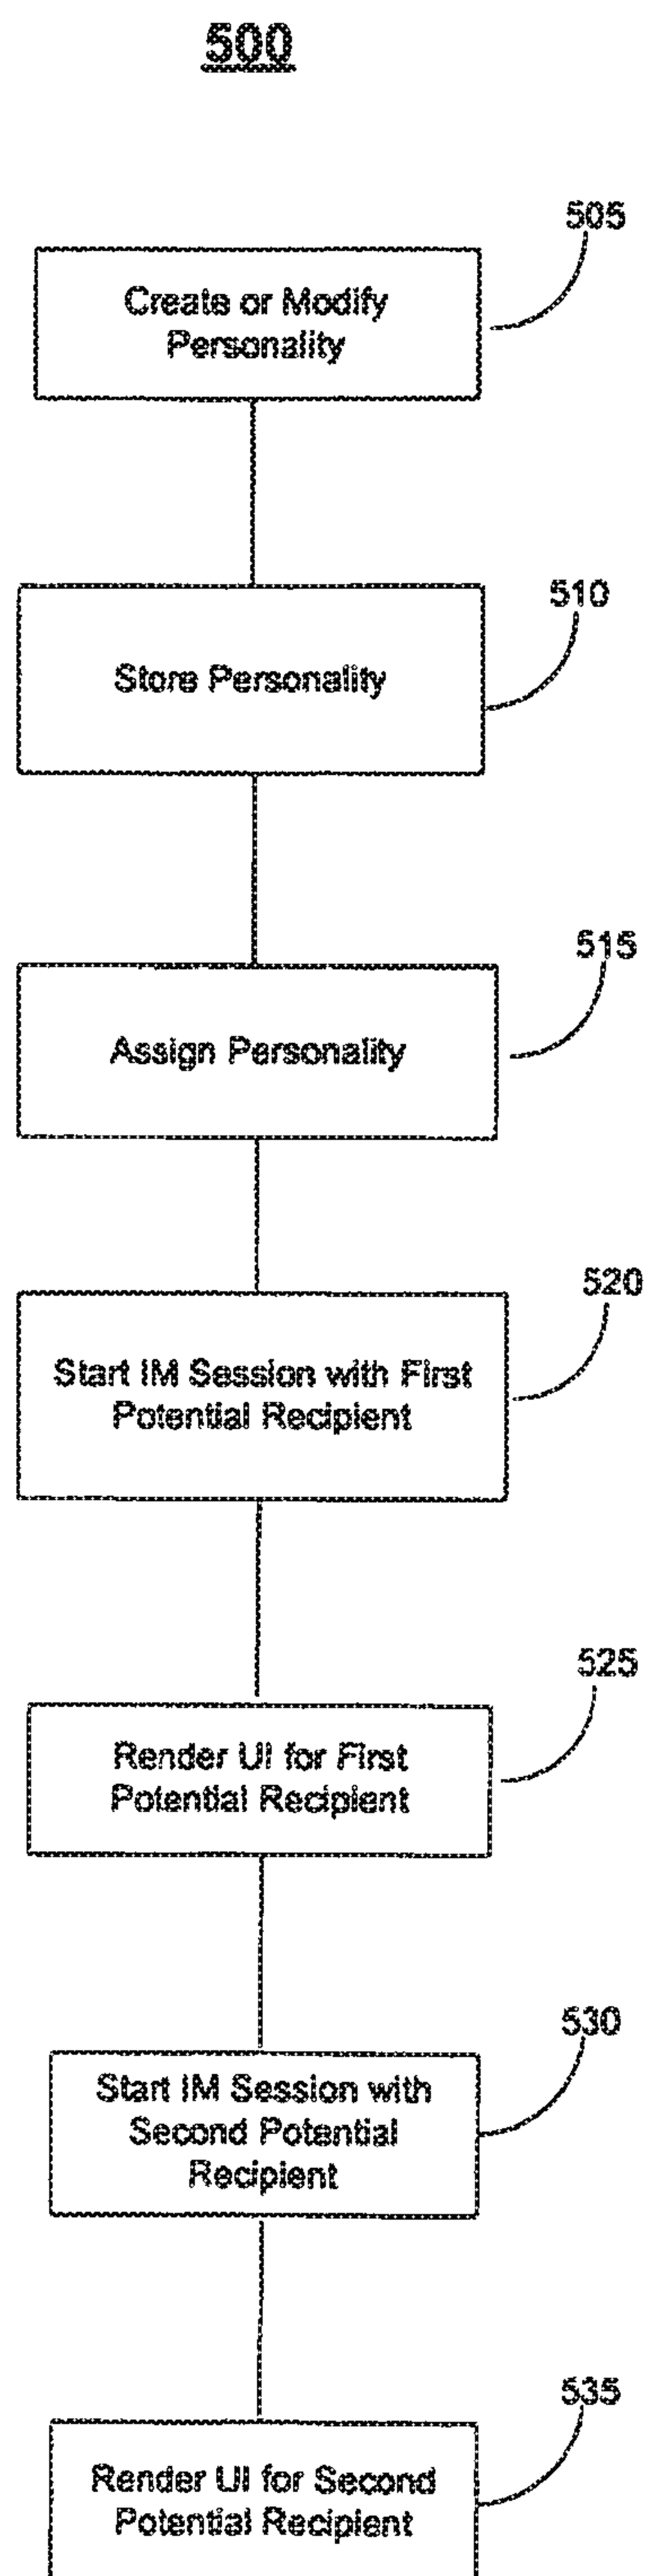 500
505
Create or Modify
Personality
510
Store Personality
515
Assign Personality
520
Start IM Session with First
Potential Recipient
525
Render UI for First
Potential Recipient
530
Start IM Session with
Second Potential
Recipient
535
Render UI for Second
Potential Recipient